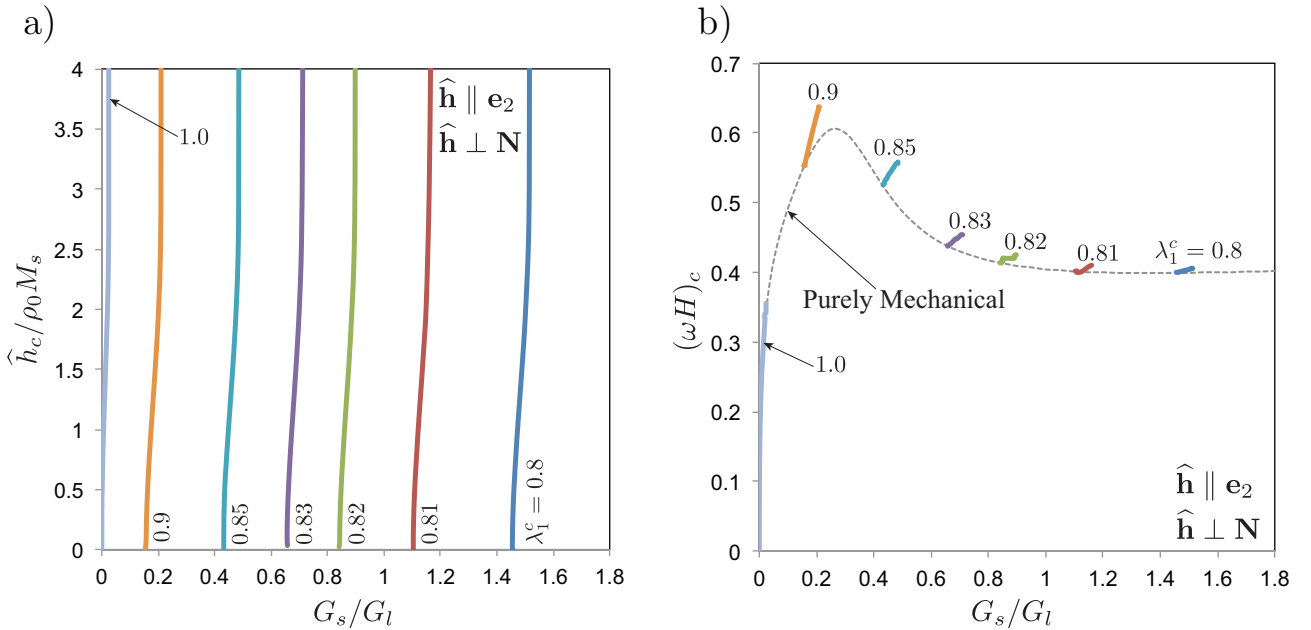 a)
4
3.5
3
2.5
2
1.5
1
0.5
0
ĥ_c/ρ₀M_s
1.0
ĥ ∥ e₂
ĥ ⊥ N
0.9
0.85
0.83
0.82
0.81
λ₁ᶜ = 0.8
0 0.2 0.4 0.6 0.8 1 1.2 1.4 1.6 1.8
G_s/G_l
b)
0.7
0.6
0.5
0.4
0.3
0.2
0.1
0
(ωH)_c
0.9
0.85
0.83
0.82
0.81
λ₁ᶜ = 0.8
Purely Mechanical
1.0
ĥ ∥ e₂
ĥ ⊥ N
0 0.2 0.4 0.6 0.8 1 1.2 1.4 1.6 1.8
G_s/G_l